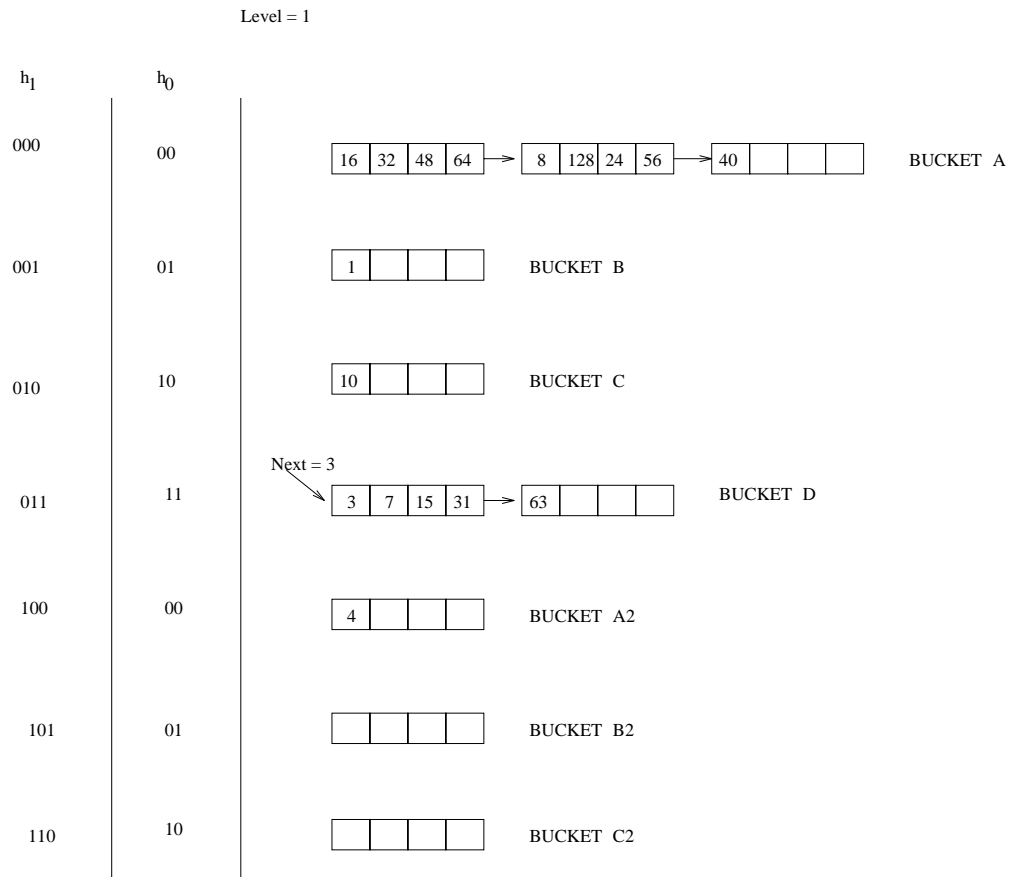 Level = 1
h1 h0
000 00 16 32 48 64 8 128 24 56 40 BUCKET A
001 01 1 BUCKET B
010 10 10 BUCKET C
Next = 3
011 11 3 7 15 31 63 BUCKET D
100 00 4 BUCKET A2
101 01 BUCKET B2
110 10 BUCKET C2